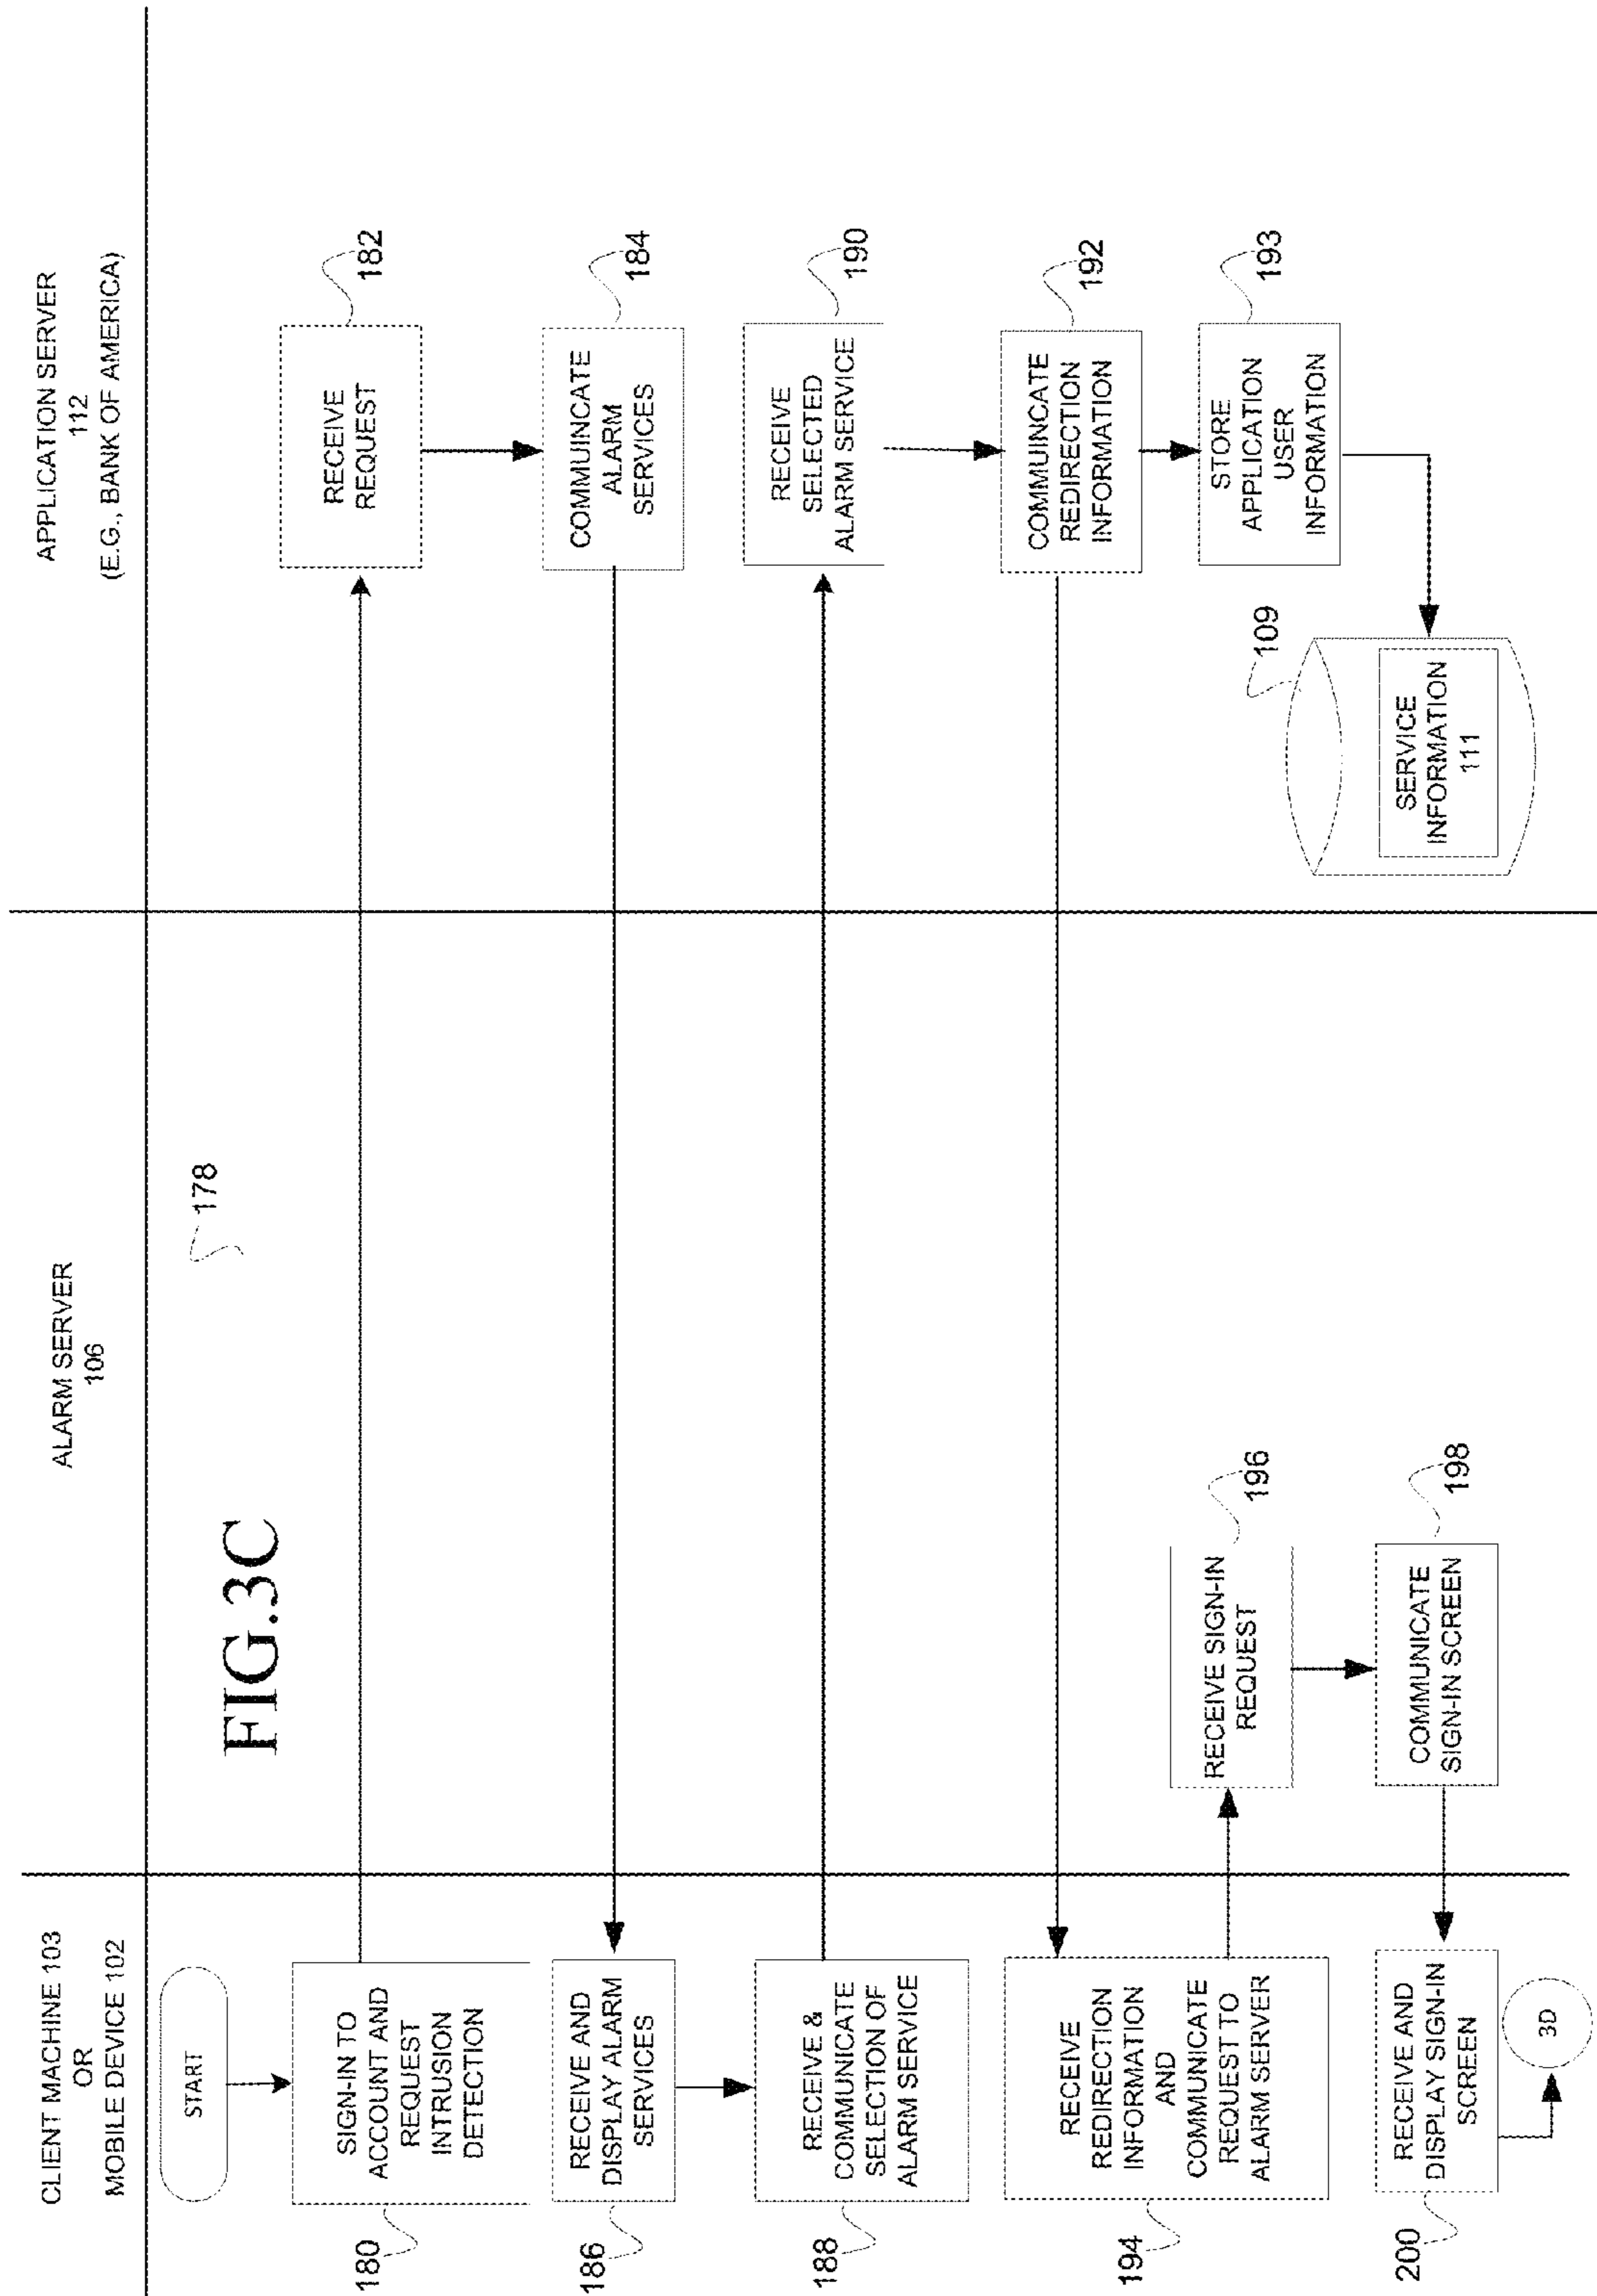 CLIENT MACHINE 103
OR
MOBILE DEVICE 102
ALARM SERVER
106
APPLICATION SERVER
112
(E.G., BANK OF AMERICA)
START
FIG.3C
178
SIGN-IN TO
ACCOUNT AND
REQUEST
INTRUSION
DETECTION
180
RECEIVE
REQUEST
182
RECEIVE AND
DISPLAY ALARM
SERVICES
186
COMMUINCATE
ALARM
SERVICES
184
RECEIVE &
COMMUNICATE
SELECTION OF
ALARM SERVICE
188
RECEIVE
SELECTED
ALARM SERVICE
190
RECEIVE
REDIRECTION
INFORMATION
AND
COMMUNICATE
REQUEST TO
ALARM SERVER
194
COMMUINCATE
REDIRECTION
INFORMATION
192
RECEIVE SIGN-IN
REQUEST
196
STORE
APPLICATION
USER
INFORMATION
193
RECEIVE AND
DISPLAY SIGN-IN
SCREEN
200
COMMUNICATE
SIGN-IN SCREEN
198
109
SERVICE
INFORMATION
111
3D